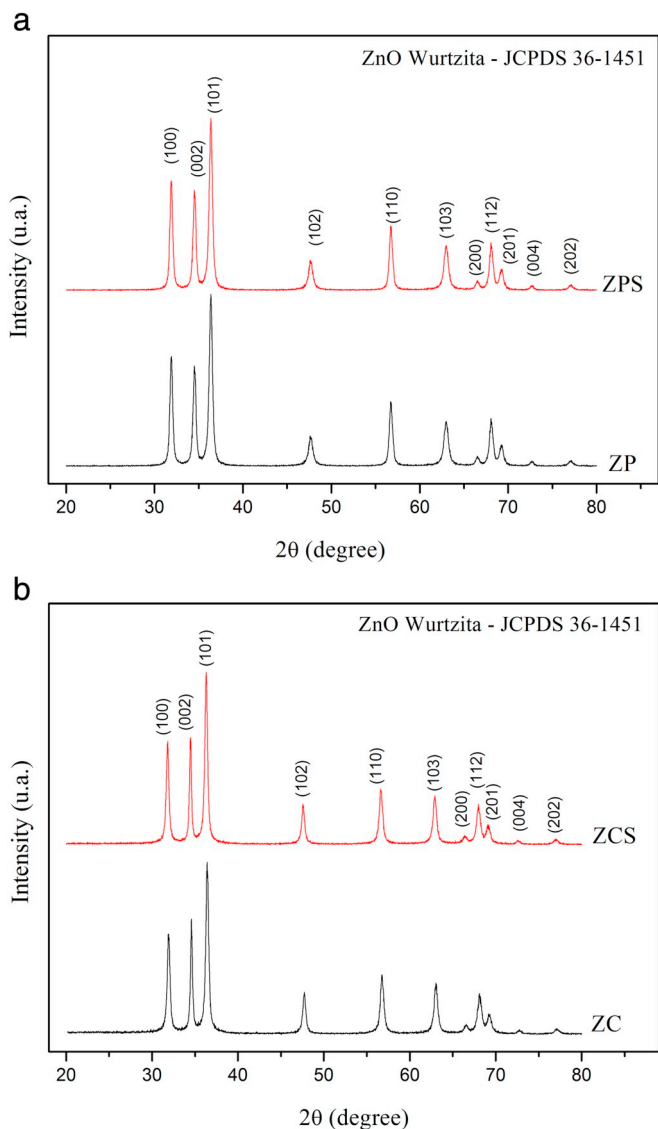 a
ZnO Wurtzita - JCPDS 36-1451
(100)
(002)
(101)
(102)
(110)
(103)
(200)
(112)
(201)
(004)
(202)
ZPS
ZP
Intensity (u.a.)
20 30 40 50 60 70 80
2θ (degree)
b
ZnO Wurtzita - JCPDS 36-1451
(100)
(002)
(101)
(102)
(110)
(103)
(200)
(112)
(201)
(004)
(202)
ZCS
ZC
Intensity (u.a.)
20 30 40 50 60 70 80
2θ (degree)